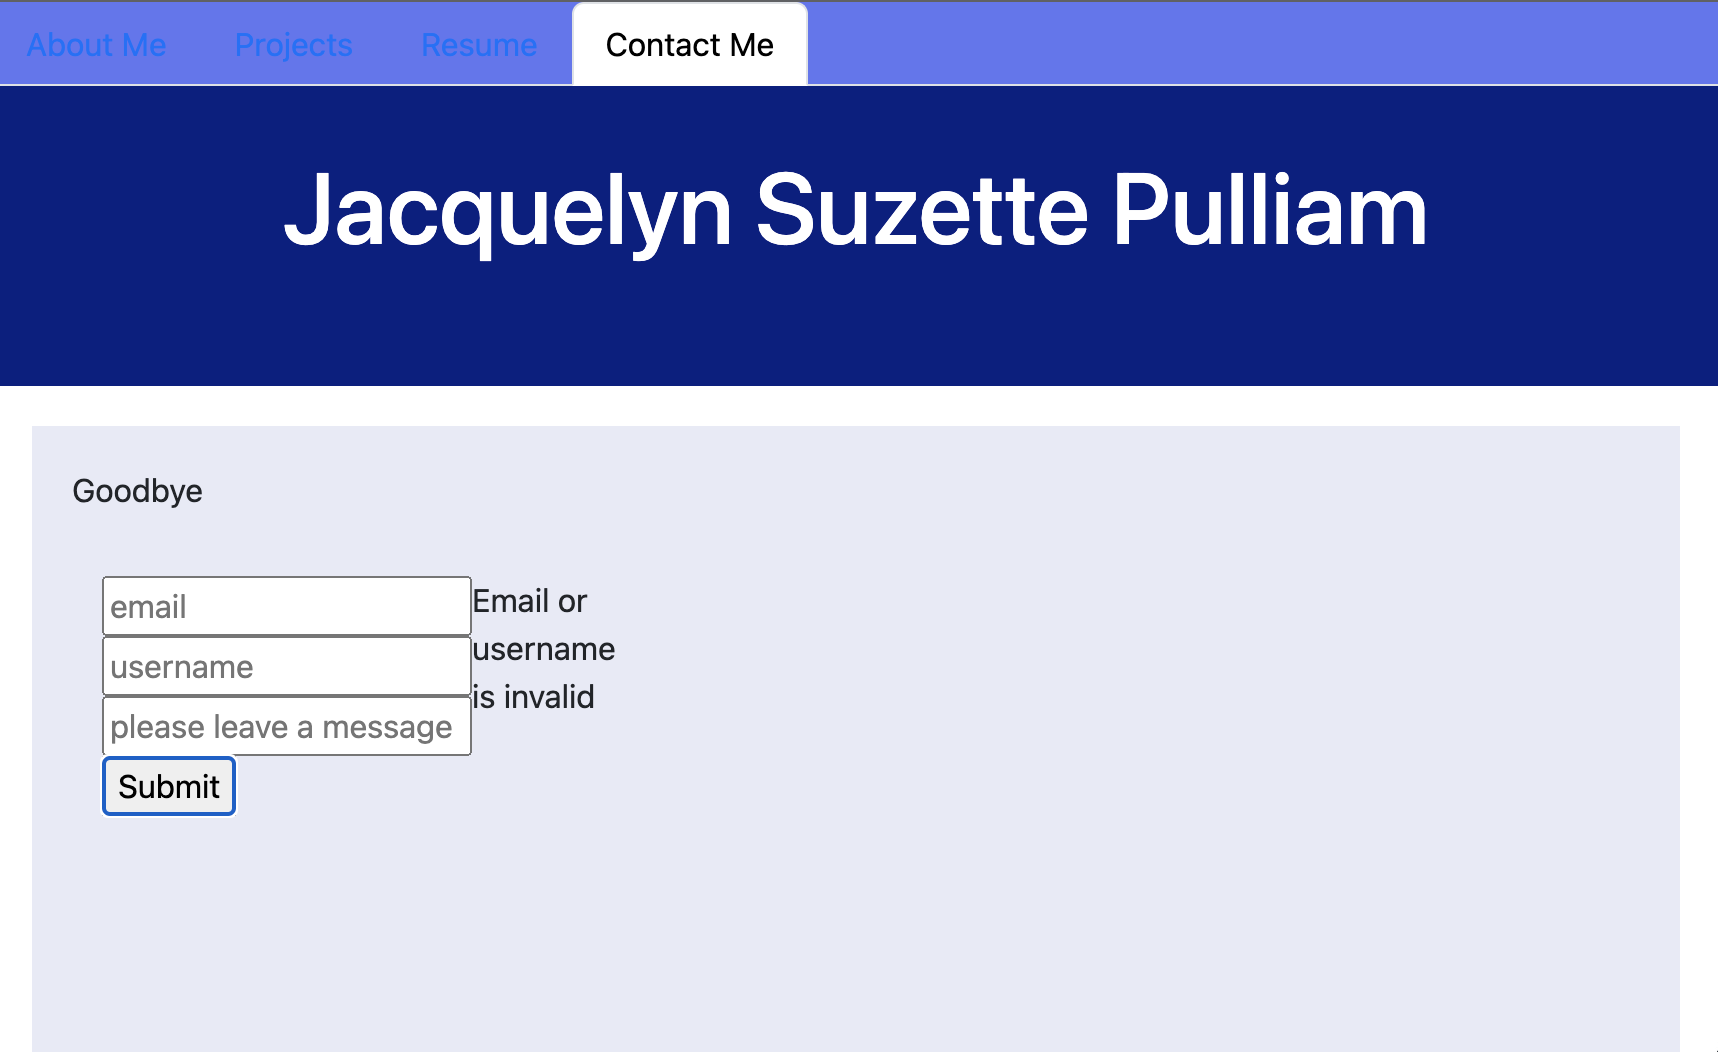 About Me Projects Resume Contact Me
Jacquelyn Suzette Pulliam
Goodbye
email
username
please leave a message
Submit
Email or
username
is invalid